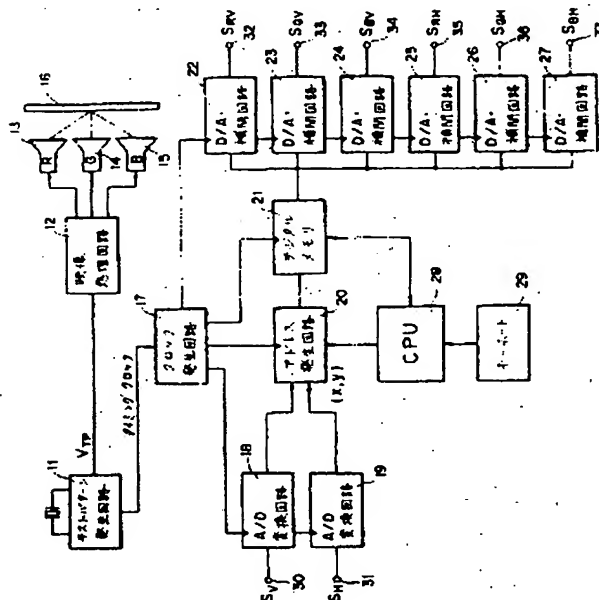 11
テストパターン
発生回路
VTP
タイミングクロック
12
映像
処理回路
13
R
G
14
B
15
16
17
クロック
発生回路
SV
30
18
A/D
変換回路
SH
31
A/D
変換回路
19
アドレス
発生回路
20
(x,y)
21
デジタル
メモリ
CPU
28
キーボード
29
22
D/A・
補間回路
SRV
32
23
D/A・
補間回路
SGV
33
24
D/A・
補間回路
SBV
34
25
D/A・
補間回路
SRH
35
26
D/A・
補間回路
SGH
36
27
D/A・
補間回路
SBH